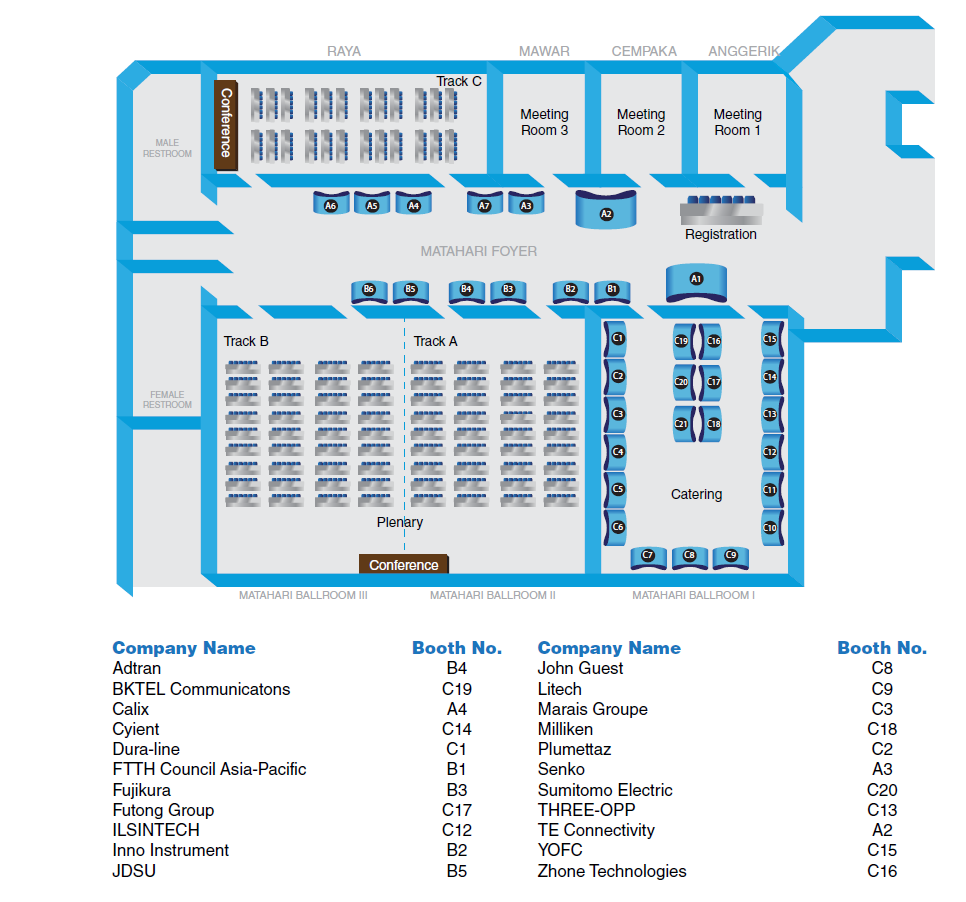 RAYA
MAWAR
CEMPAKA
ANGGERIK
Track C
Conference
Meeting
Room 3
Meeting
Room 2
Meeting
Room 1
MALE
RESTROOM
A6
A5
A4
A7
A3
A2
Registration
MATAHARI FOYER
A1
B6
B5
B4
B3
B2
B1
Track B
Track A
C1
C19
C16
C15
C2
C20
C17
C14
C3
C21
C18
C13
FEMALE
RESTROOM
C4
C12
C5
Catering
C11
C6
C10
Plenary
C7
C8
C9
Conference
MATAHARI BALLROOM III
MATAHARI BALLROOM II
MATAHARI BALLROOM I
Company Name Booth No. Company Name Booth No.
Adtran B4 John Guest C8
BKTEL Communicatons C19 Litech C9
Calix A4 Marais Groupe C3
Cyient C14 Milliken C18
Dura-line C1 Plumettaz C2
FTTH Council Asia-Pacific B1 Senko A3
Fujikura B3 Sumitomo Electric C20
Futong Group C17 THREE-OPP C13
ILSINTECH C12 TE Connectivity A2
Inno Instrument B2 YOFC C15
JDSU B5 Zhone Technologies C16